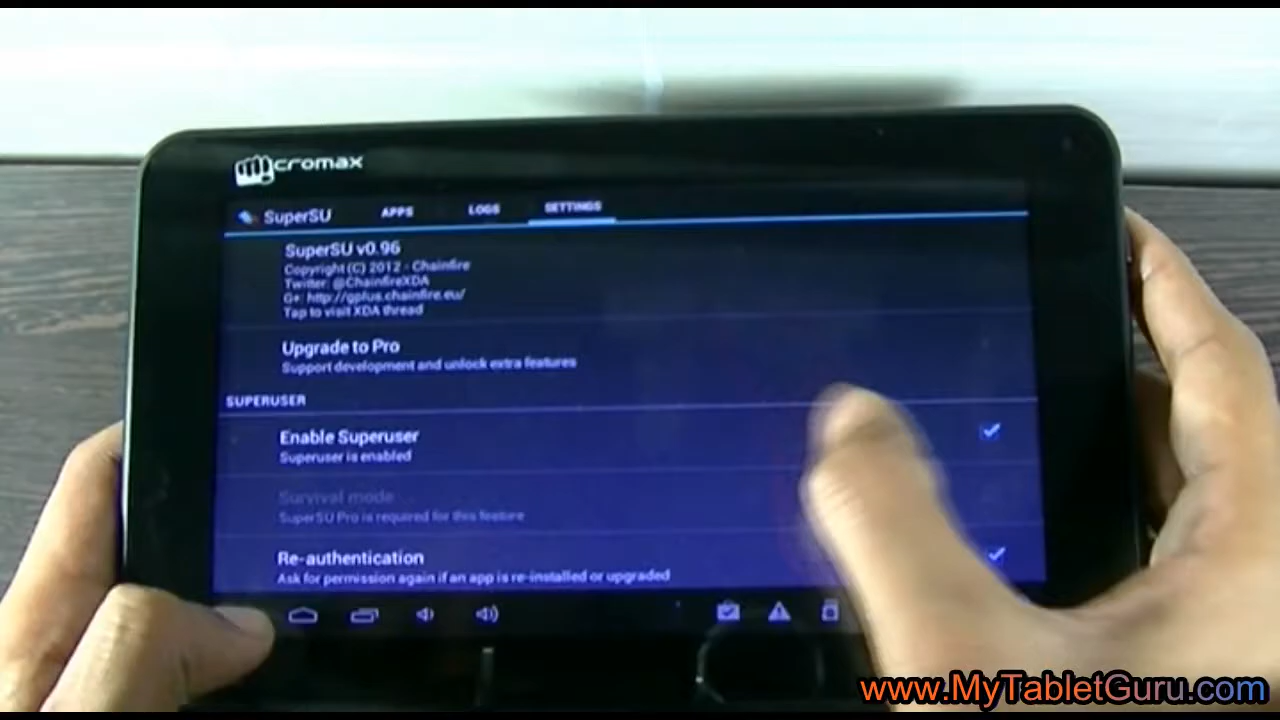 cromax
SuperSU APPS LOGS SETTINGS
SuperSU v0.96
Copyright (C) 2012 - Chainfire
Twitter: @ChainfireXDA
G+: http://gplus.chainfire.eu/
Tap to visit XDA thread
Upgrade to Pro
Support development and unlock extra features
SUPERUSER
Enable Superuser
Superuser is enabled
Survival mode
SuperSU Pro is required for this feature
Re-authentication
Ask for permission again if an app is re-installed or upgraded
www.MyTabletGuru.com